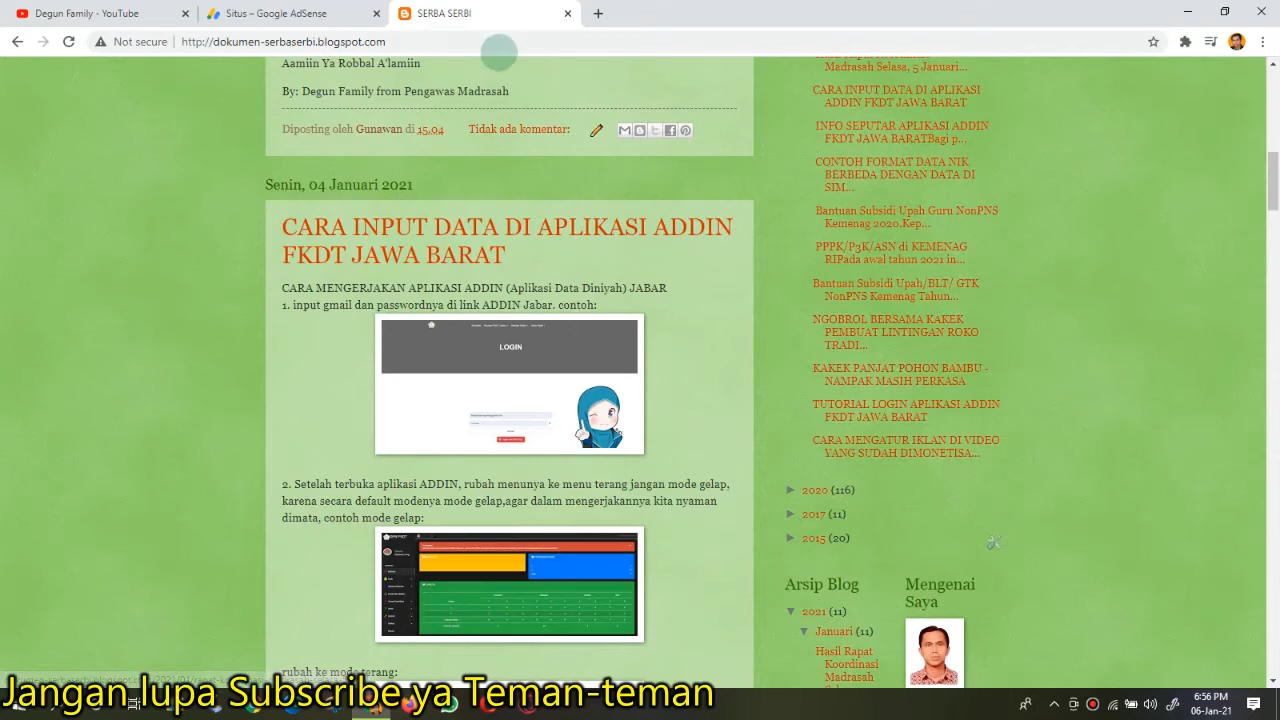 Degun Family - YouTube
Situs – Google AdSense
SERBA SERBI
Not secure
http://dokumen-serbaserbi.blogspot.com
Aamiin Ya Robbal A'lamiin
By: Degun Family from Pengawas Madrasah
Diposting oleh Gunawan di 15.04
Tidak ada komentar:
Senin, 04 Januari 2021
CARA INPUT DATA DI APLIKASI ADDIN
FKDT JAWA BARAT
CARA MENGERJAKAN APLIKASI ADDIN (Aplikasi Data Diniyah) JABAR
1. input gmail dan passwordnya di link ADDIN Jabar. contoh:
LOGIN
2. Setelah terbuka aplikasi ADDIN, rubah menunya ke menu terang jangan mode gelap,
karena secara default modenya mode gelap,agar dalam mengerjakannya kita nyaman
dimata, contoh mode gelap:
rubah ke mode terang:
Madrasah Selasa, 5 Januari...
CARA INPUT DATA DI APLIKASI
ADDIN FKDT JAWA BARAT
INFO SEPUTAR APLIKASI ADDIN
FKDT JAWA BARATBagi p...
CONTOH FORMAT DATA NIK
BERBEDA DENGAN DATA DI
SIM...
Bantuan Subsidi Upah Guru NonPNS
Kemenag 2020.Kep...
PPPK/P3K/ASN di KEMENAG
RIPada awal tahun 2021 in...
Bantuan Subsidi Upah/BLT/ GTK
NonPNS Kemenag Tahun...
NGOBROL BERSAMA KAKEK
PEMBUAT LINTINGAN ROKO
TRADI...
KAKEK PANJAT POHON BAMBU -
NAMPAK MASIH PERKASA
TUTORIAL LOGIN APLIKASI ADDIN
FKDT JAWA BARAT
CARA MENGATUR IKLAN DI VIDEO
YANG SUDAH DIMONETISA...
2020 (116)
2017 (11)
2015 (20)
Arsip Blog
2021 (11)
Januari (11)
Hasil Rapat
Koordinasi
Madrasah
Mengenai
Saya
Jangan lupa Subscribe ya Teman-teman
6:56 PM
06-Jan-21